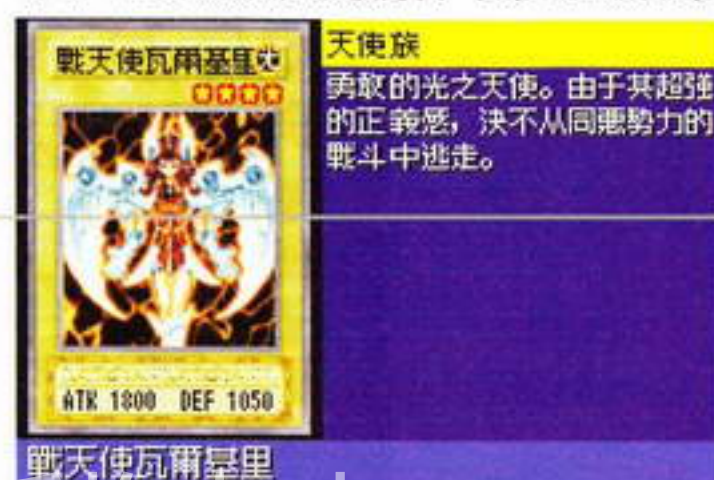 戰天使瓦爾基里光
天使族
勇敢的光之天使。由于其超強
的正義感，決不从同惡勢力的
戰斗中逃走。
ATK 1800 DEF 1050
戰天使瓦爾基里